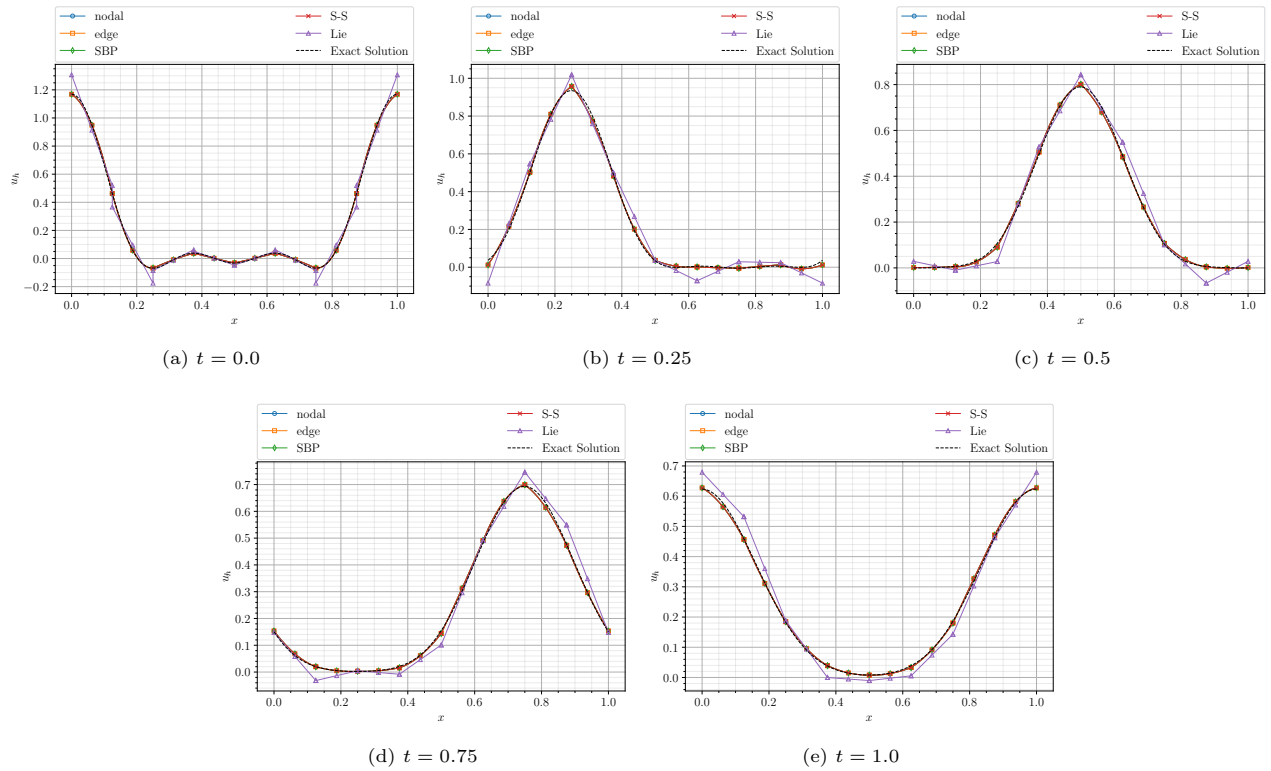 nodal
edge
SBP
S-S
Lie
Exact Solution
1.2
1.0
0.8
0.6
0.4
0.2
0.0
−0.2
u_h
0.0 0.2 0.4 0.6 0.8 1.0
x
(a) t = 0.0
nodal
edge
SBP
S-S
Lie
Exact Solution
1.0
0.8
0.6
0.4
0.2
0.0
u_h
0.0 0.2 0.4 0.6 0.8 1.0
x
(b) t = 0.25
nodal
edge
SBP
S-S
Lie
Exact Solution
0.8
0.6
0.4
0.2
0.0
u_h
0.0 0.2 0.4 0.6 0.8 1.0
x
(c) t = 0.5
nodal
edge
SBP
S-S
Lie
Exact Solution
0.7
0.6
0.5
0.4
0.3
0.2
0.1
0.0
u_h
0.0 0.2 0.4 0.6 0.8 1.0
x
(d) t = 0.75
nodal
edge
SBP
S-S
Lie
Exact Solution
0.7
0.6
0.5
0.4
0.3
0.2
0.1
0.0
u_h
0.0 0.2 0.4 0.6 0.8 1.0
x
(e) t = 1.0